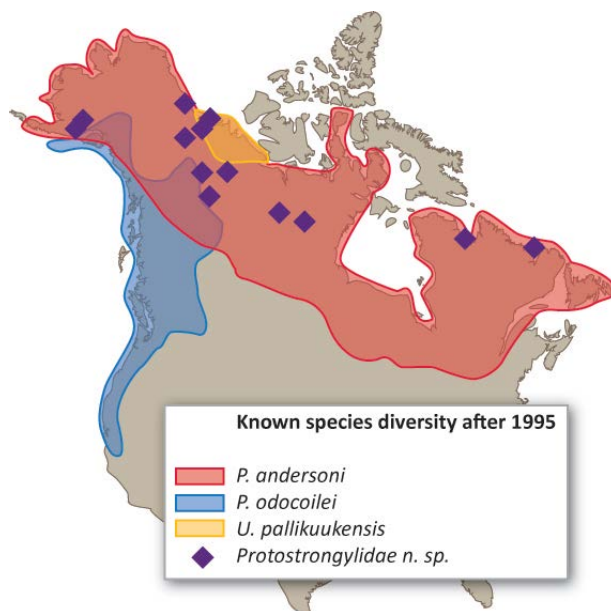 Known species diversity after 1995
P. andersoni
P. odocoilei
U. pallikuukensis
Protostrongylidae n. sp.